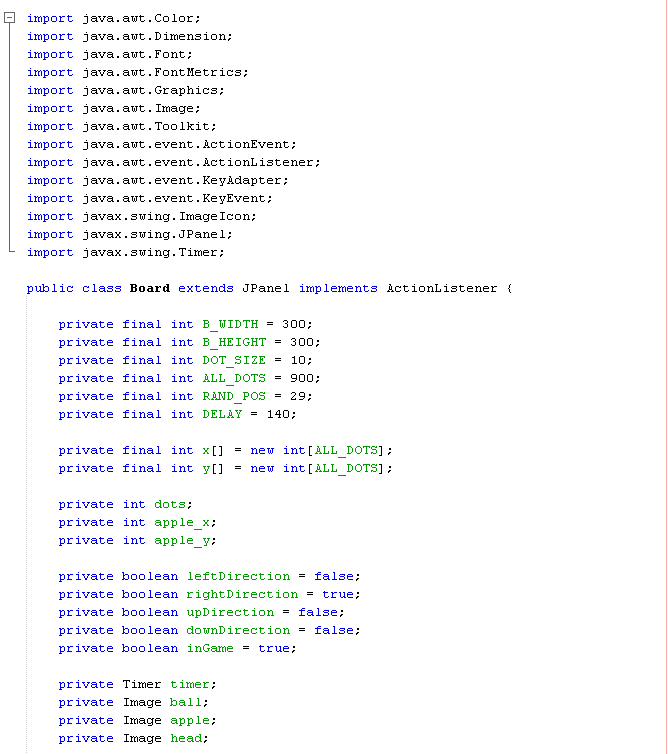 import java.awt.Color;
import java.awt.Dimension;
import java.awt.Font;
import java.awt.FontMetrics;
import java.awt.Graphics;
import java.awt.Image;
import java.awt.Toolkit;
import java.awt.event.ActionEvent;
import java.awt.event.ActionListener;
import java.awt.event.KeyAdapter;
import java.awt.event.KeyEvent;
import javax.swing.ImageIcon;
import javax.swing.JPanel;
import javax.swing.Timer;

public class Board extends JPanel implements ActionListener {

    private final int B_WIDTH = 300;
    private final int B_HEIGHT = 300;
    private final int DOT_SIZE = 10;
    private final int ALL_DOTS = 900;
    private final int RAND_POS = 29;
    private final int DELAY = 140;

    private final int x[] = new int[ALL_DOTS];
    private final int y[] = new int[ALL_DOTS];

    private int dots;
    private int apple_x;
    private int apple_y;

    private boolean leftDirection = false;
    private boolean rightDirection = true;
    private boolean upDirection = false;
    private boolean downDirection = false;
    private boolean inGame = true;

    private Timer timer;
    private Image ball;
    private Image apple;
    private Image head;